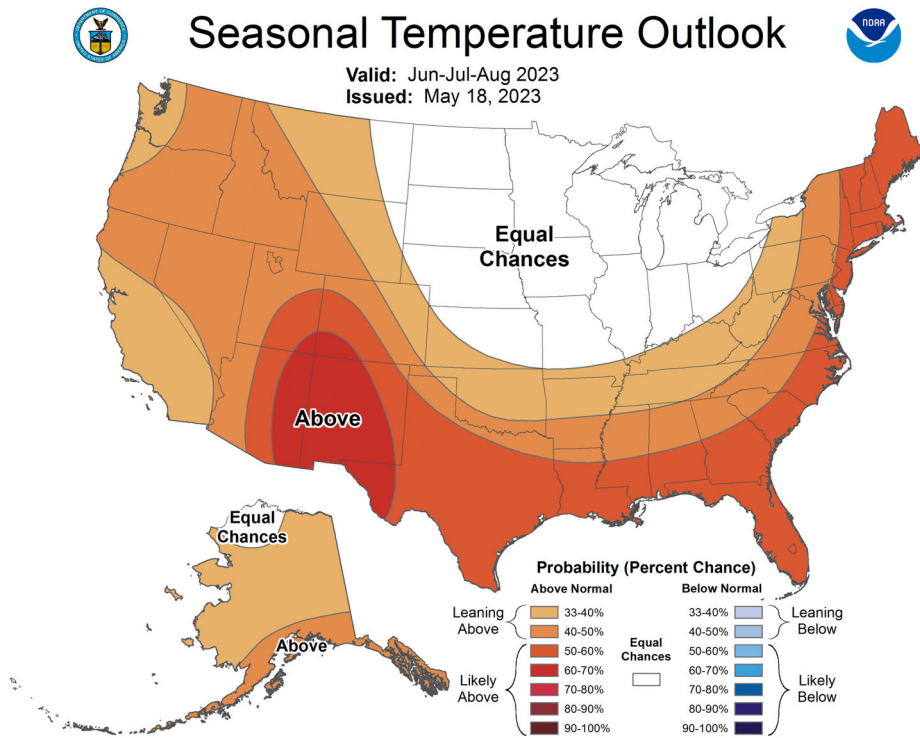 Seasonal Temperature Outlook
Valid: Jun-Jul-Aug 2023
Issued: May 18, 2023
NOAA
Equal
Chances
Above
Equal
Chances
Above
Probability (Percent Chance)
Above Normal
Below Normal
Leaning
Above
33-40%
40-50%
Likely
Above
50-60%
60-70%
70-80%
80-90%
90-100%
Equal
Chances
33-40%
40-50%
Leaning
Below
50-60%
60-70%
70-80%
80-90%
90-100%
Likely
Below